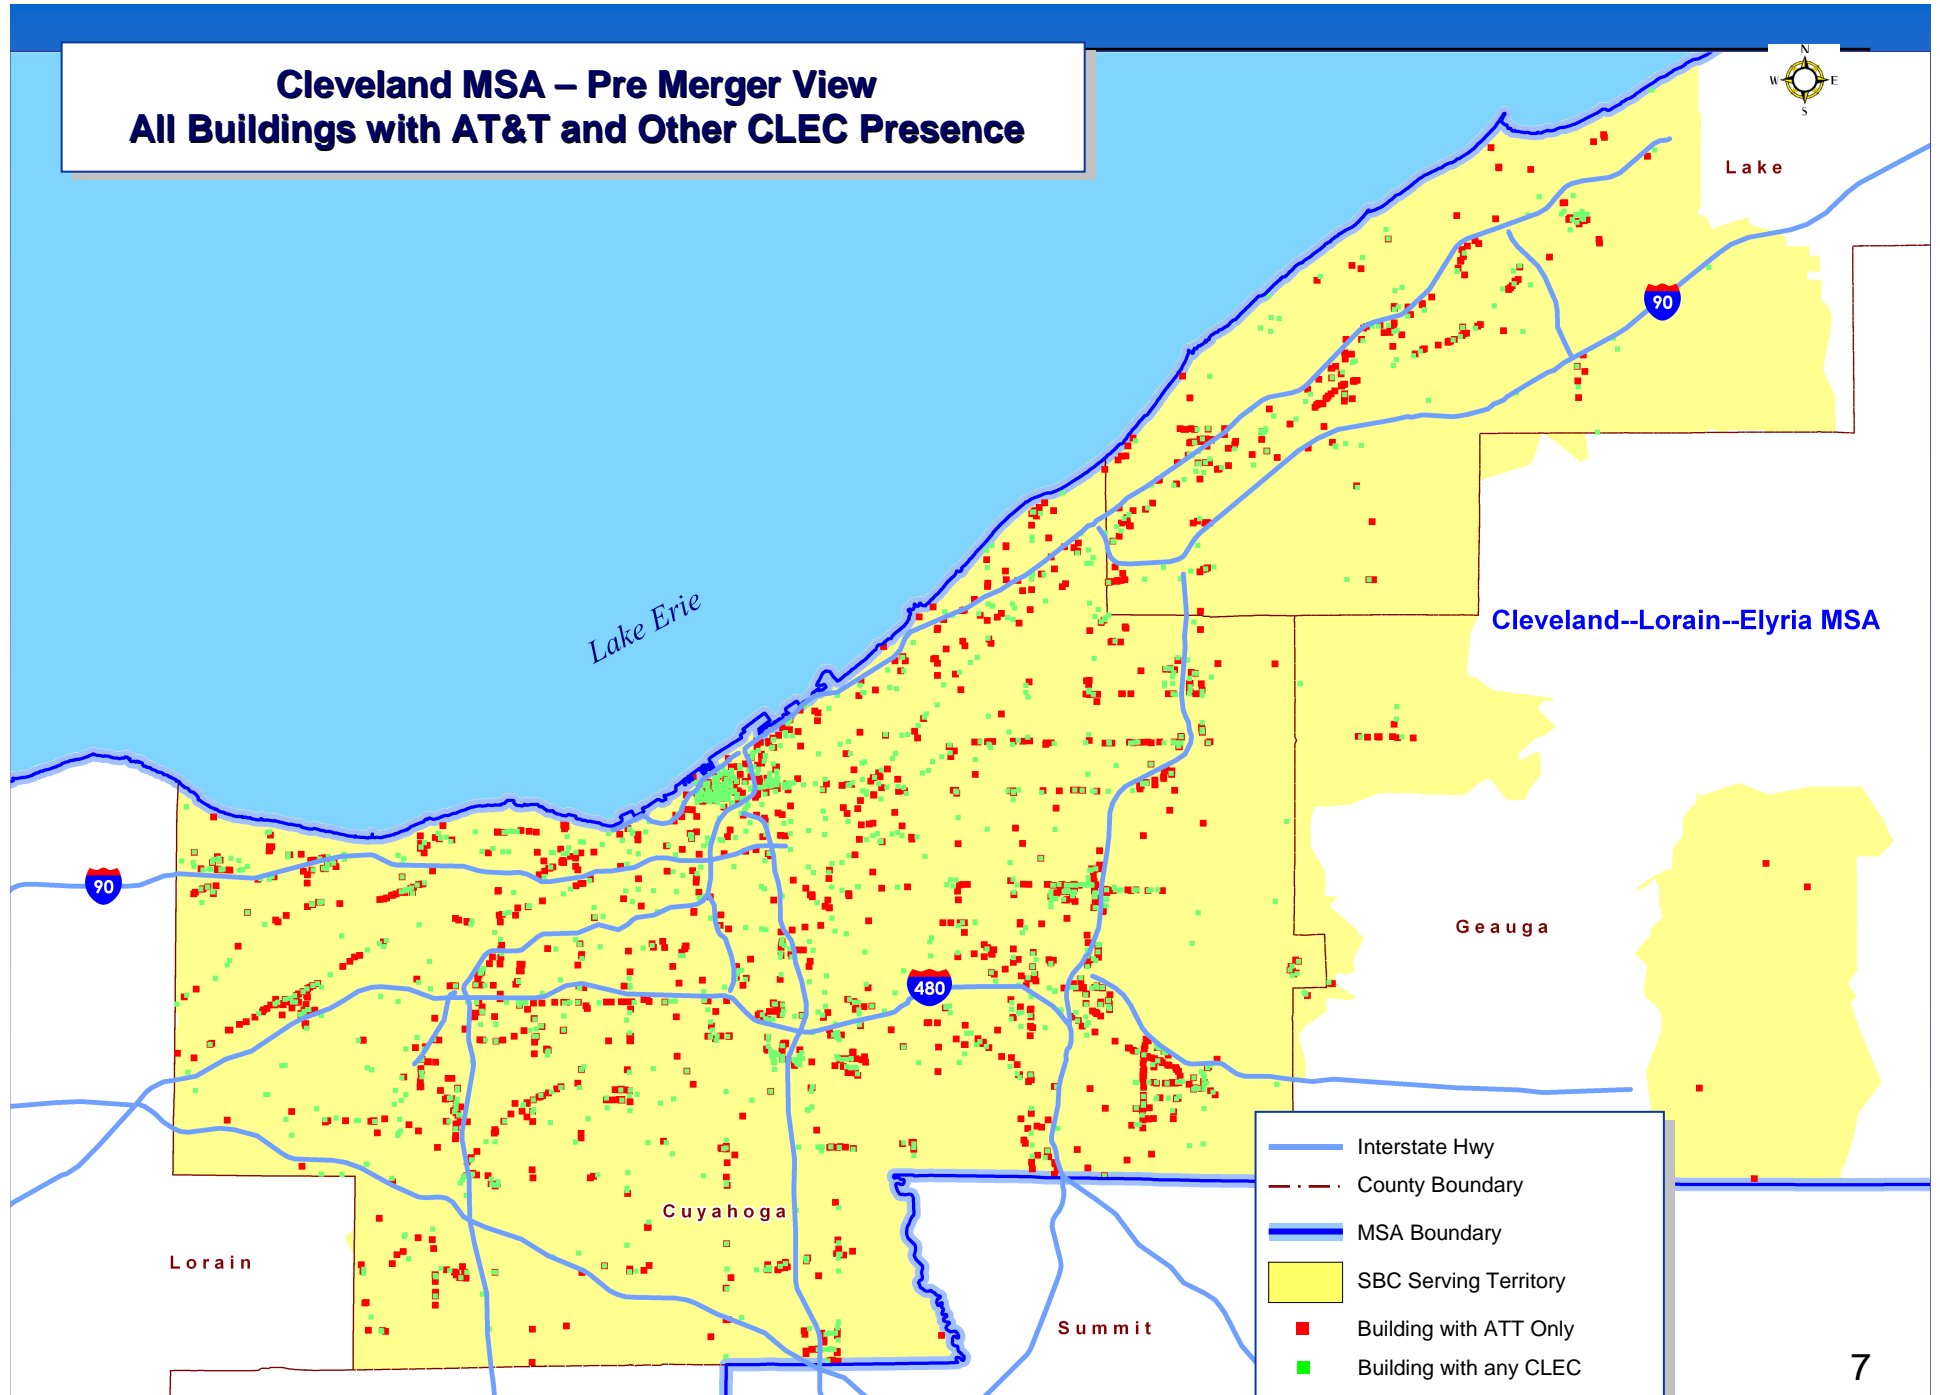 Cleveland MSA – Pre Merger View
All Buildings with AT&T and Other CLEC Presence
N
W E
S
Lake
90
Lake Erie
Cleveland--Lorain--Elyria MSA
90
Geauga
480
Interstate Hwy
County Boundary
Cuyahoga
MSA Boundary
Lorain
SBC Serving Territory
Summit
Building with ATT Only
Building with any CLEC
7